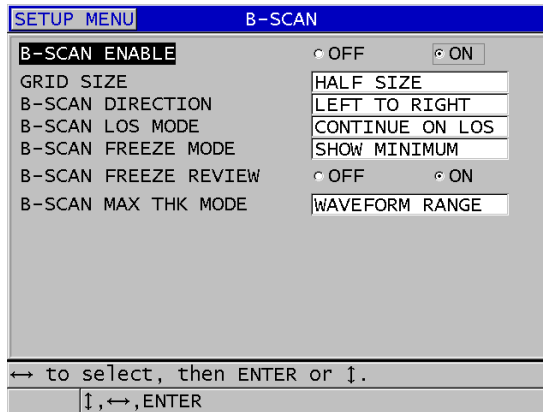 SETUP MENU B-SCAN
B-SCAN ENABLE OFF ON
GRID SIZE HALF SIZE
B-SCAN DIRECTION LEFT TO RIGHT
B-SCAN LOS MODE CONTINUE ON LOS
B-SCAN FREEZE MODE SHOW MINIMUM
B-SCAN FREEZE REVIEW OFF ON
B-SCAN MAX THK MODE WAVEFORM RANGE
↔ to select, then ENTER or ↕.
↕,↔,ENTER